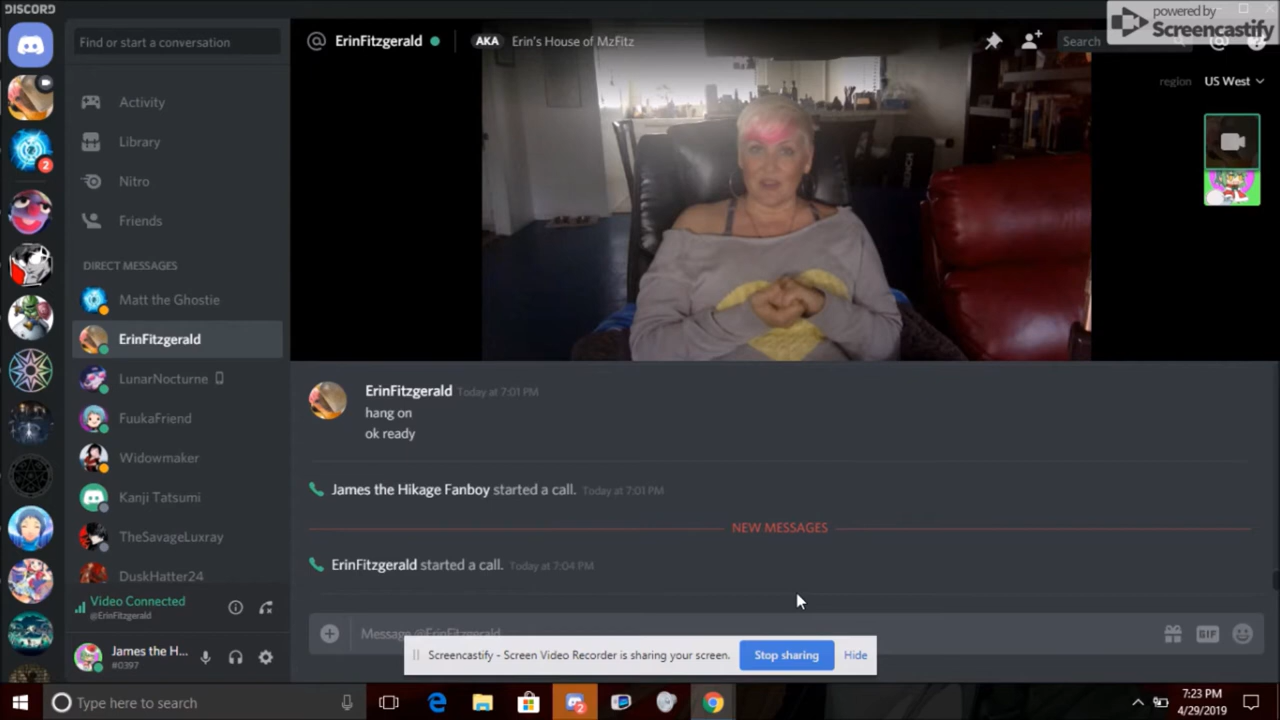 DISCORD
powered by
Screencastify
Find or start a conversation
ErinFitzgerald
AKA Erin's House of MzFitz
Search
region US West
Activity
Library
Nitro
Friends
DIRECT MESSAGES
Matt the Ghostie
ErinFitzgerald
LunarNocturne
FuukaFriend
Widowmaker
Kanji Tatsumi
TheSavageLuxray
DuskHatter24
2
Video Connected
@ErinFitzgerald
James the H...
#0397
ErinFitzgerald Today at 7:01 PM
hang on
ok ready
James the Hikage Fanboy started a call. Today at 7:01 PM
NEW MESSAGES
ErinFitzgerald started a call. Today at 7:04 PM
Message @ErinFitzgerald
GIF
Screencastify - Screen Video Recorder is sharing your screen. Stop sharing Hide
Type here to search
2
7:23 PM
4/29/2019